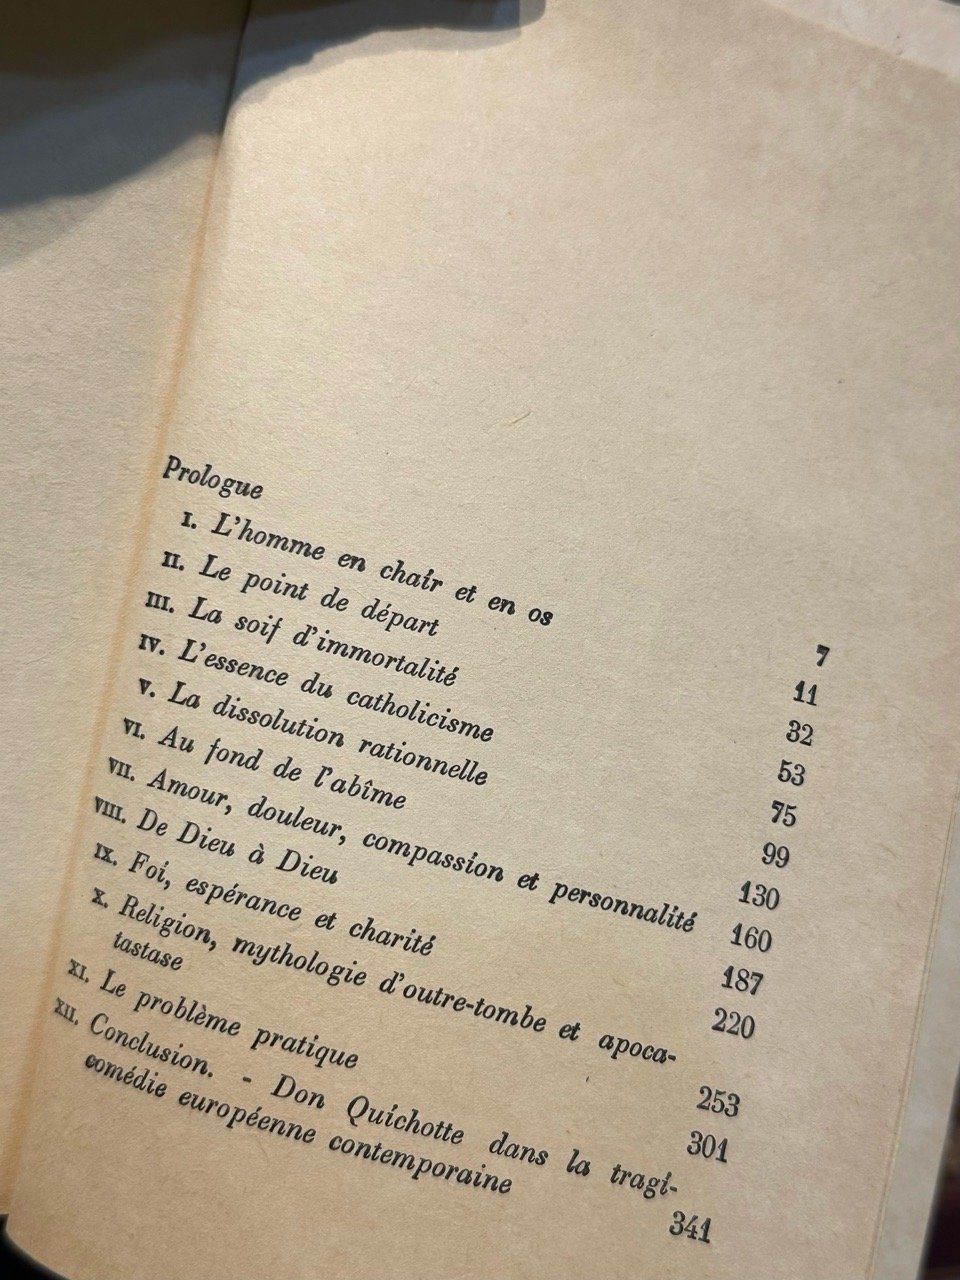 Prologue 7
I. L'homme en chair et en os 11
II. Le point de départ 32
III. La soif d'immortalité 53
IV. L'essence du catholicisme 75
V. La dissolution rationnelle 99
VI. Au fond de l'abîme 130
VII. Amour, douleur, compassion et personnalité 160
VIII. De Dieu à Dieu 187
IX. Foi, espérance et charité 220
X. Religion, mythologie d'outre-tombe et apoca-
tastase 253
XI. Le problème pratique 301
XII. Conclusion. - Don Quichotte dans la tragi-
comédie européenne contemporaine 341